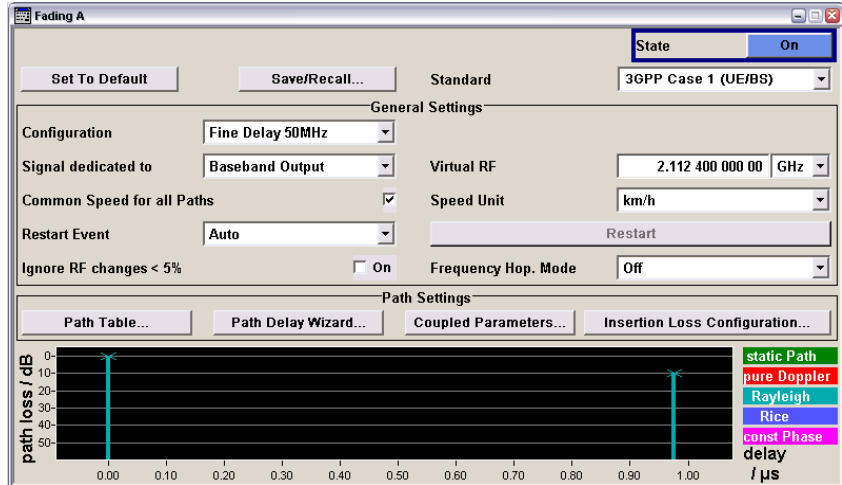 Fading A
State On
Set To Default Save/Recall... Standard 3GPP Case 1 (UE/BS)
General Settings
Configuration Fine Delay 50MHz
Signal dedicated to Baseband Output Virtual RF 2.112 400 000 00 GHz
Common Speed for all Paths Speed Unit km/h
Restart Event Auto Restart
Ignore RF changes < 5% On Frequency Hop. Mode Off
Path Settings
Path Table... Path Delay Wizard... Coupled Parameters... Insertion Loss Configuration...
path loss / dB
0
10
20
30
40
50
static Path
pure Doppler
Rayleigh
Rice
const Phase
0.00 0.10 0.20 0.30 0.40 0.50 0.60 0.70 0.80 0.90 1.00
delay
/ µs